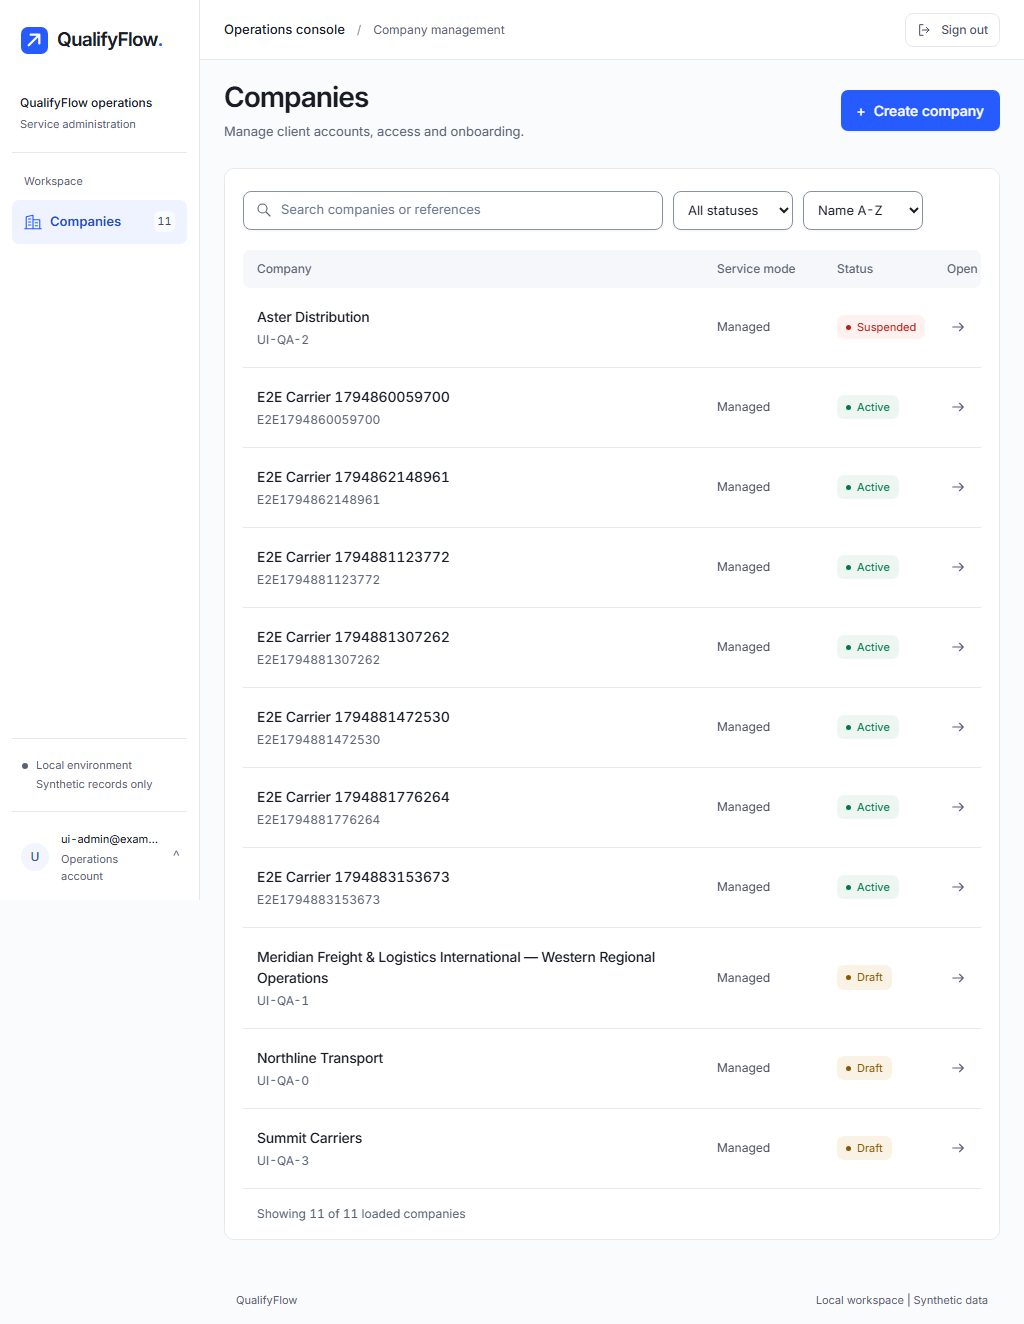 QualifyFlow.
QualifyFlow operations
Service administration
Workspace
Companies 11
Local environment
Synthetic records only
U
ui-admin@exam...
Operations
account
^
Operations console / Company management
Sign out
Companies
Manage client accounts, access and onboarding.
+ Create company
Search companies or references
All statuses
Name A-Z
Company Service mode Status Open
Aster Distribution
UI-QA-2
Managed
Suspended
E2E Carrier 1794860059700
E2E1794860059700
Managed
Active
E2E Carrier 1794862148961
E2E1794862148961
Managed
Active
E2E Carrier 1794881123772
E2E1794881123772
Managed
Active
E2E Carrier 1794881307262
E2E1794881307262
Managed
Active
E2E Carrier 1794881472530
E2E1794881472530
Managed
Active
E2E Carrier 1794881776264
E2E1794881776264
Managed
Active
E2E Carrier 1794883153673
E2E1794883153673
Managed
Active
Meridian Freight & Logistics International — Western Regional
Operations
UI-QA-1
Managed
Draft
Northline Transport
UI-QA-0
Managed
Draft
Summit Carriers
UI-QA-3
Managed
Draft
Showing 11 of 11 loaded companies
QualifyFlow
Local workspace | Synthetic data